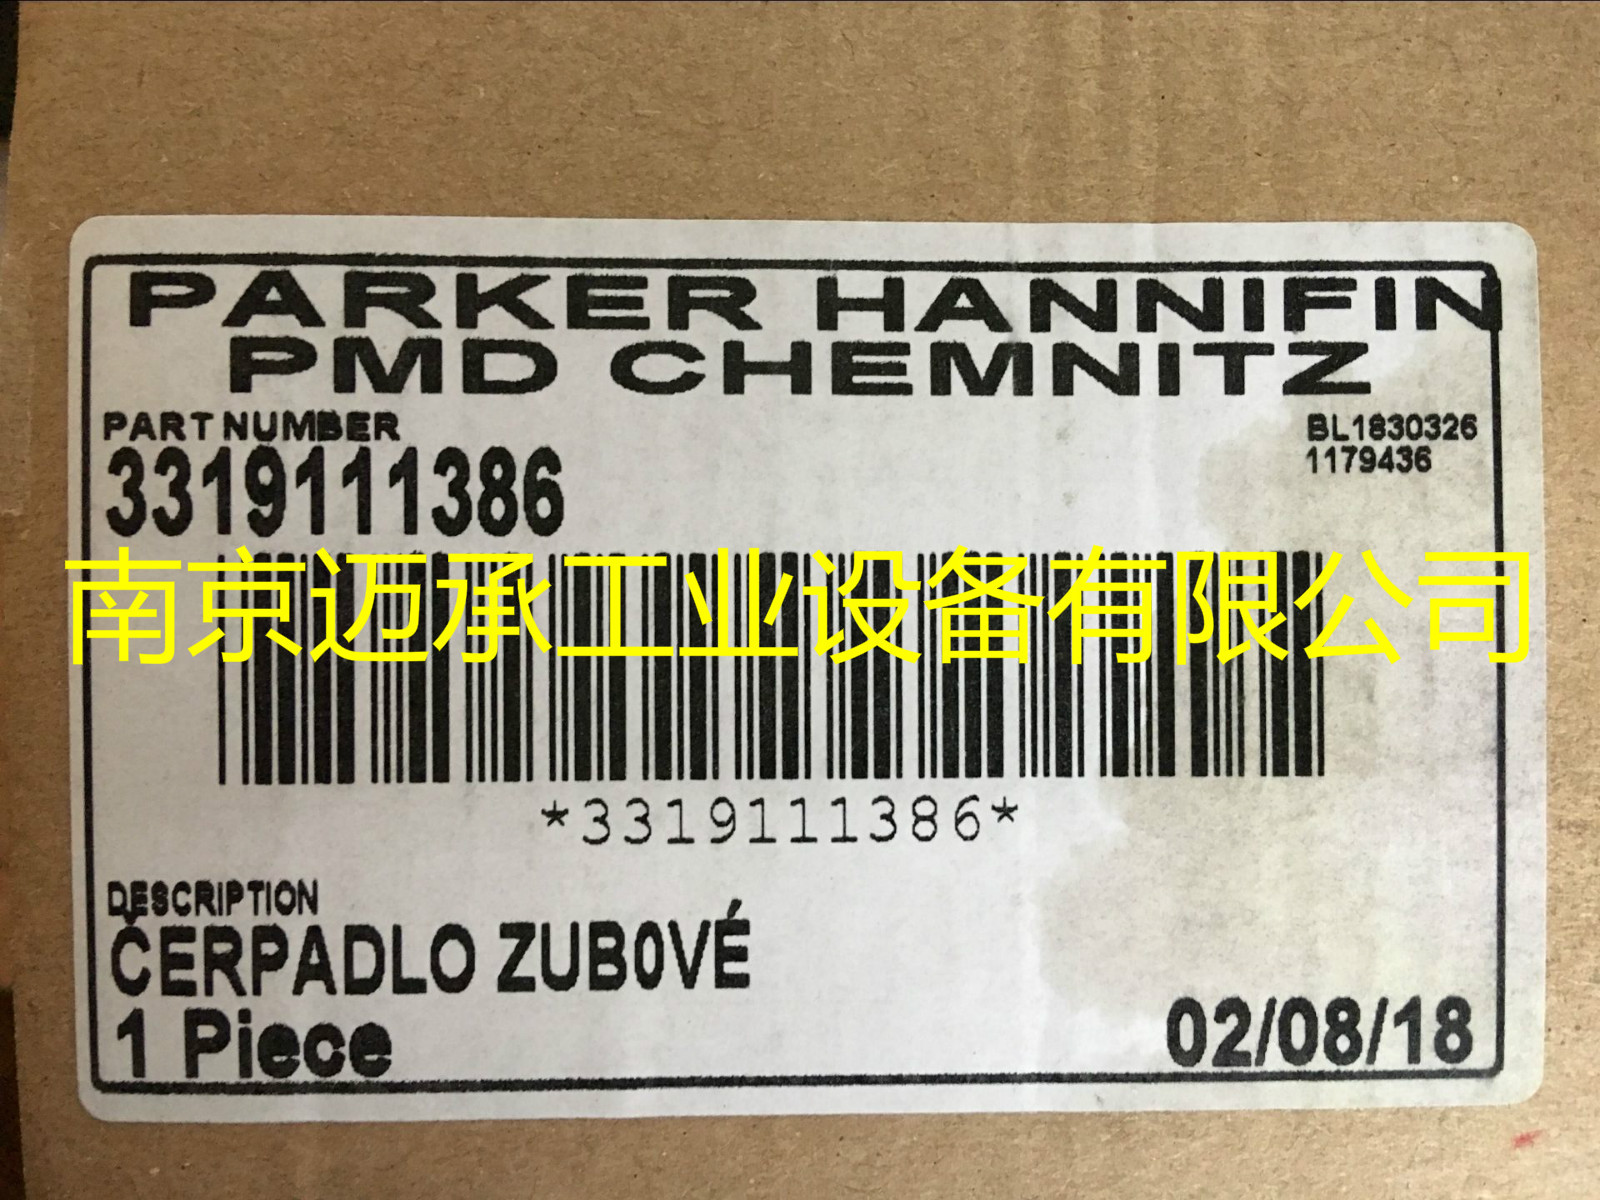 PARKER HANNIFIN
PMD CHEMNITZ
PART NUMBER
3319111386
BL1830326
1179436
南京迈承工业设备有限公司
*3319111386*
DESCRIPTION
ČERPADLO ZUB0VÉ
1 Piece
02/08/18